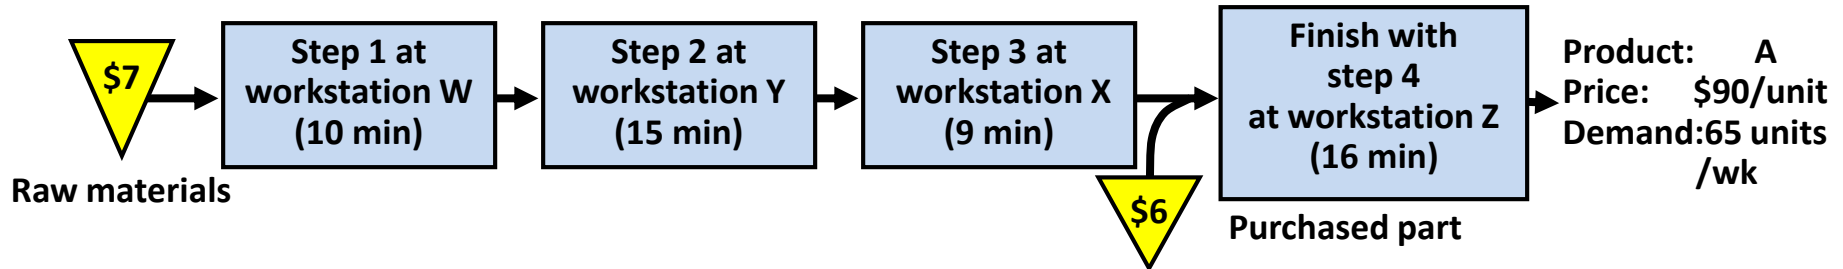 $7
Raw materials
Step 1 at
workstation W
(10 min)
Step 2 at
workstation Y
(15 min)
Step 3 at
workstation X
(9 min)
$6
Purchased part
Finish with
step 4
at workstation Z
(16 min)
Product: A
Price: $90/unit
Demand:65 units
/wk